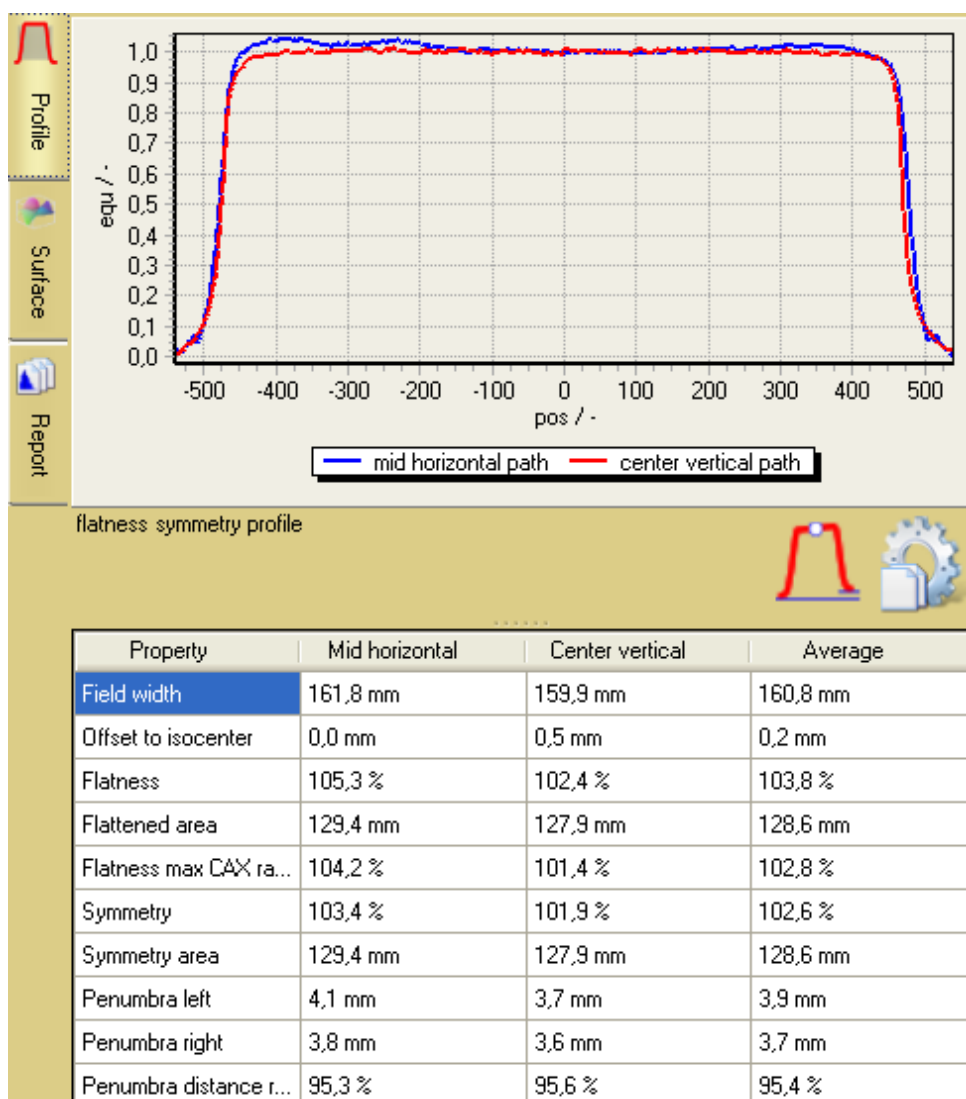 Profile
Surface
Report
1,0
0,9
0,8
0,7
0,6
0,5
0,4
0,3
0,2
0,1
0,0
equ / -
-500 -400 -300 -200 -100 0 100 200 300 400 500
pos / -
mid horizontal path center vertical path
flatness symmetry profile
Property Mid horizontal Center vertical Average
Field width 161,8 mm 159,9 mm 160,8 mm
Offset to isocenter 0,0 mm 0,5 mm 0,2 mm
Flatness 105,3 % 102,4 % 103,8 %
Flattened area 129,4 mm 127,9 mm 128,6 mm
Flatness max CAX ra... 104,2 % 101,4 % 102,8 %
Symmetry 103,4 % 101,9 % 102,6 %
Symmetry area 129,4 mm 127,9 mm 128,6 mm
Penumbra left 4,1 mm 3,7 mm 3,9 mm
Penumbra right 3,8 mm 3,6 mm 3,7 mm
Penumbra distance r... 95,3 % 95,6 % 95,4 %